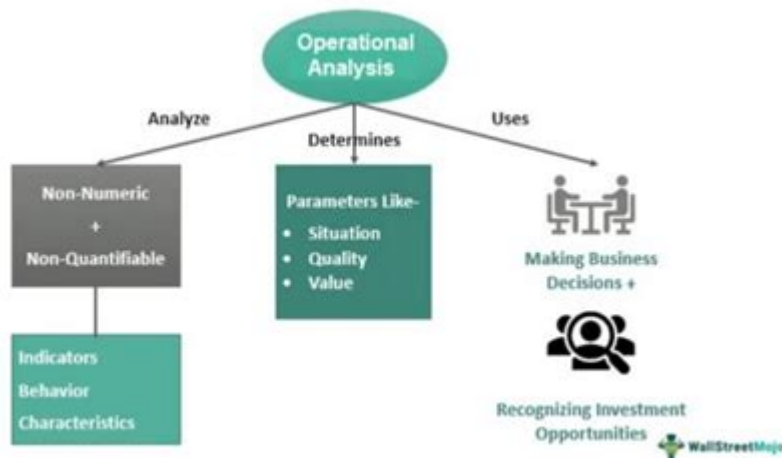 Operational
Analysis
Analyze
Determines
Uses
Non-Numeric
+
Non-Quantifiable
Parameters Like-
• Situation
• Quality
• Value
Making Business
Decisions +
Indicators
Behavior
Characteristics
Recognizing Investment
Opportunities
WallStreetMojo